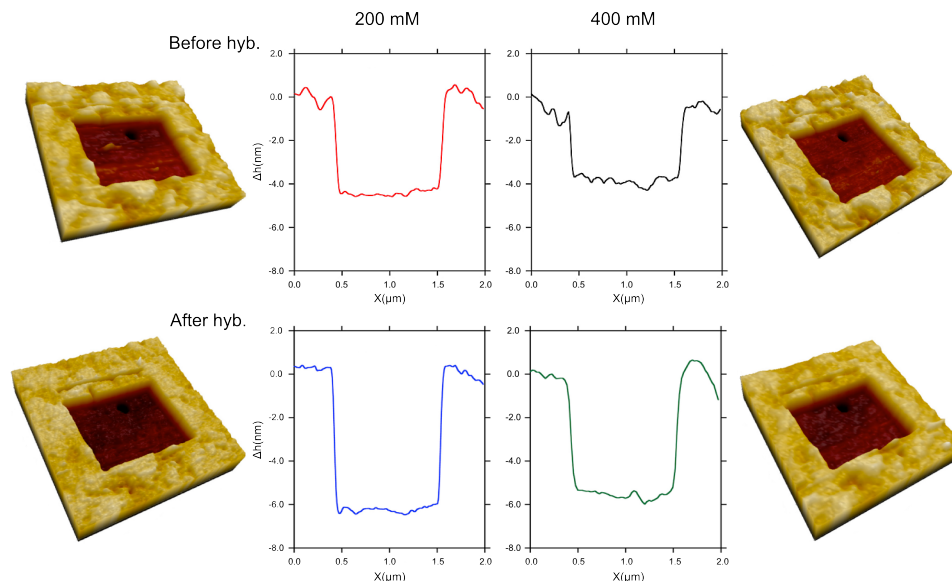 200 mM 400 mM
Before hyb.
2.0 2.0
0.0 0.0
-2.0 -2.0
-4.0 -4.0
-6.0 -6.0
-8.0 -8.0
Δh(nm)
0.0 0.5 1.0 1.5 2.0 0.0 0.5 1.0 1.5 2.0
X(μm) X(μm)
After hyb.
2.0 2.0
0.0 0.0
-2.0 -2.0
-4.0 -4.0
-6.0 -6.0
-8.0 -8.0
Δh(nm)
0.0 0.5 1.0 1.5 2.0 0.0 0.5 1.0 1.5 2.0
X(μm) X(μm)